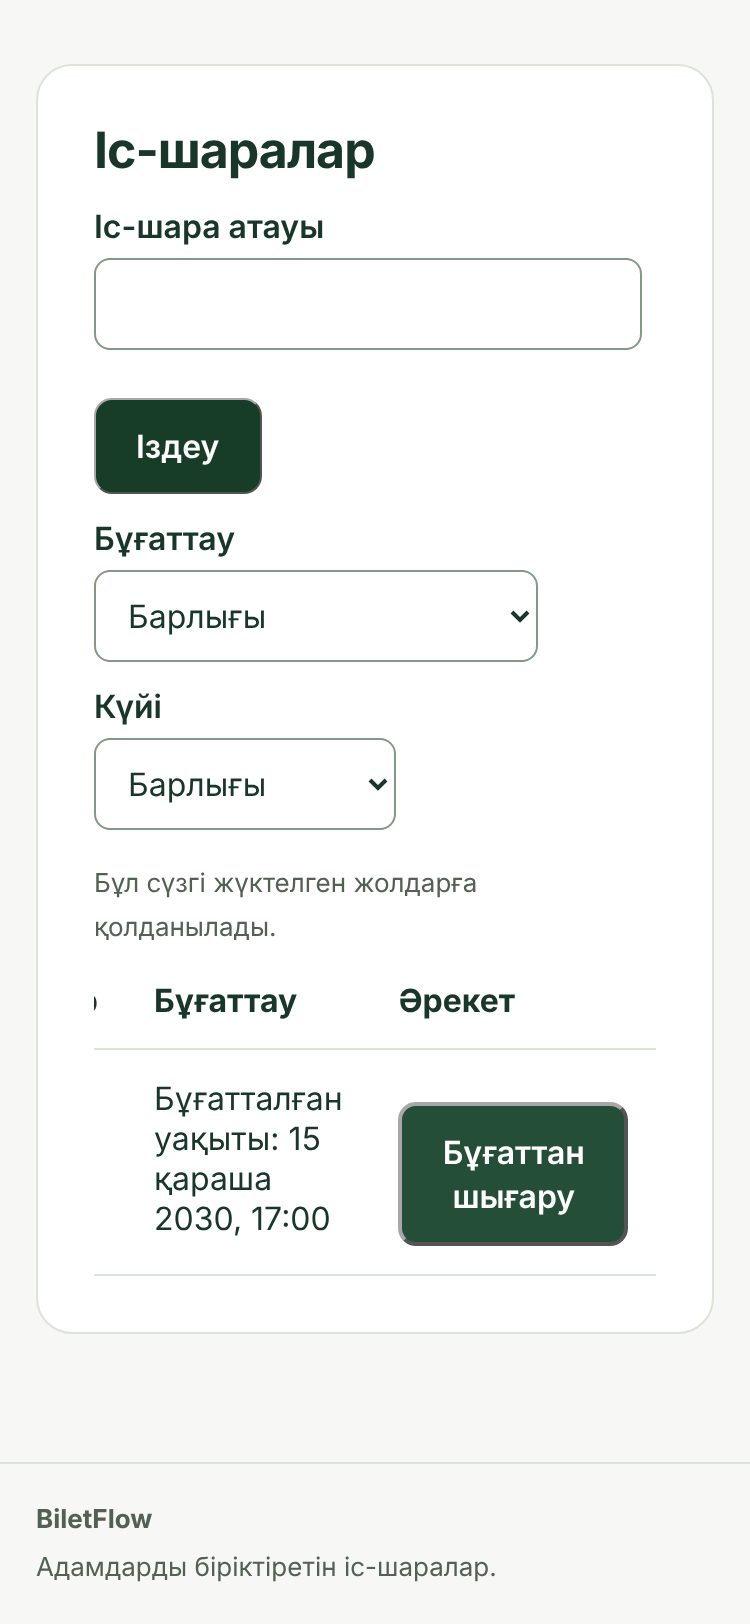 Іс-шаралар
Іс-шара атауы
Іздеу
Бұғаттау
Барлығы
Күйі
Барлығы
Бұл сүзгі жүктелген жолдарға
қолданылады.
Бұғаттау Әрекет
Бұғатталған
уақыты: 15
қараша
2030, 17:00
Бұғаттан
шығару
BiletFlow
Адамдарды біріктіретін іс-шаралар.